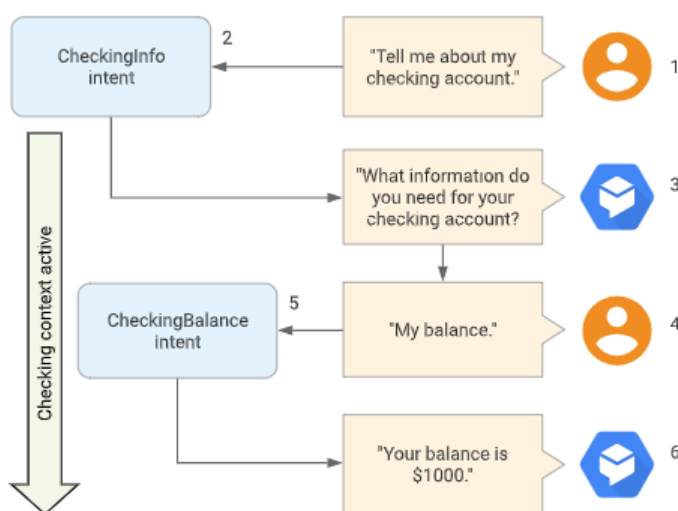 CheckingInfo
intent
2
"Tell me about my
checking account."
1
"What information do
you need for your
checking account?
3
Checking context active
CheckingBalance
intent
5
"My balance."
4
"Your balance is
$1000."
6